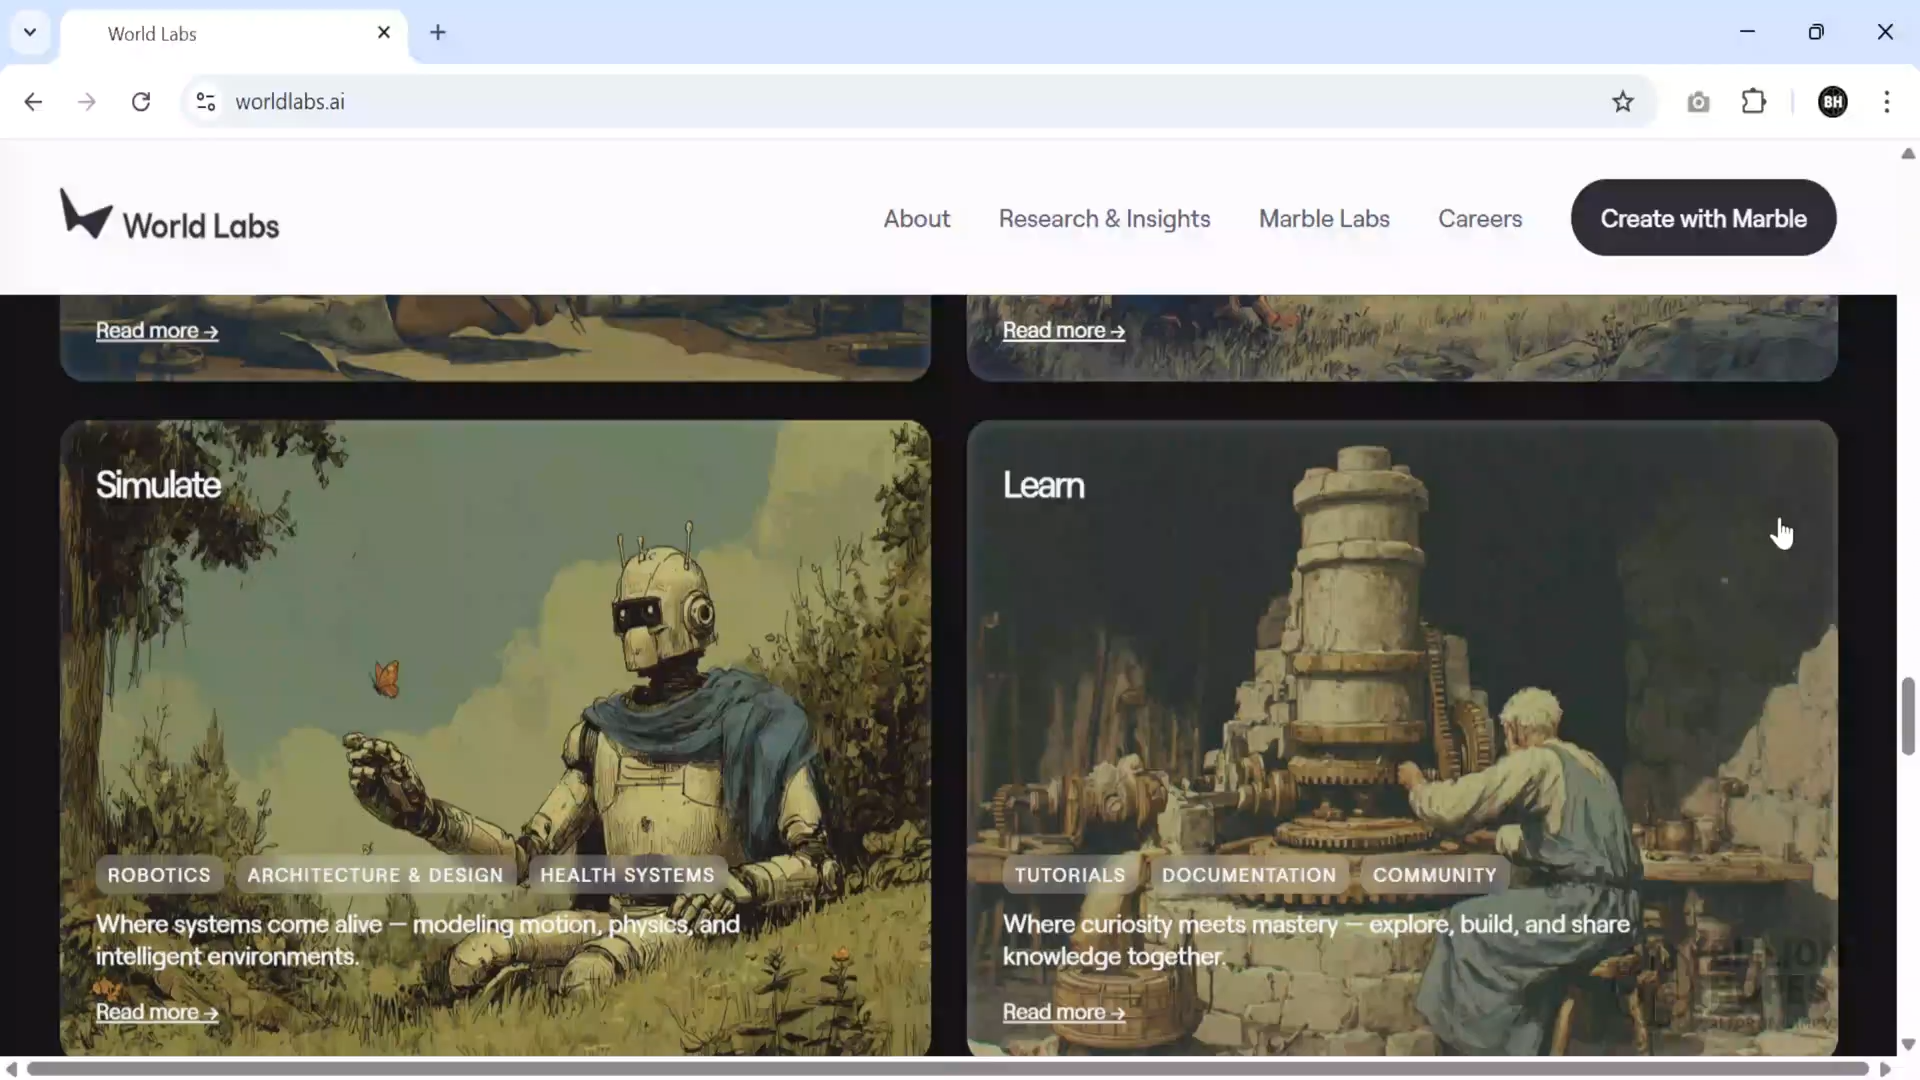 World Labs
worldlabs.ai
BH
World Labs
About
Research & Insights
Marble Labs
Careers
Create with Marble
Read more →
Read more →
Simulate
ROBOTICS
ARCHITECTURE & DESIGN
HEALTH SYSTEMS
Where systems come alive — modeling motion, physics, and
intelligent environments.
Read more →
Learn
TUTORIALS
DOCUMENTATION
COMMUNITY
Where curiosity meets mastery — explore, build, and share
knowledge together.
Read more →